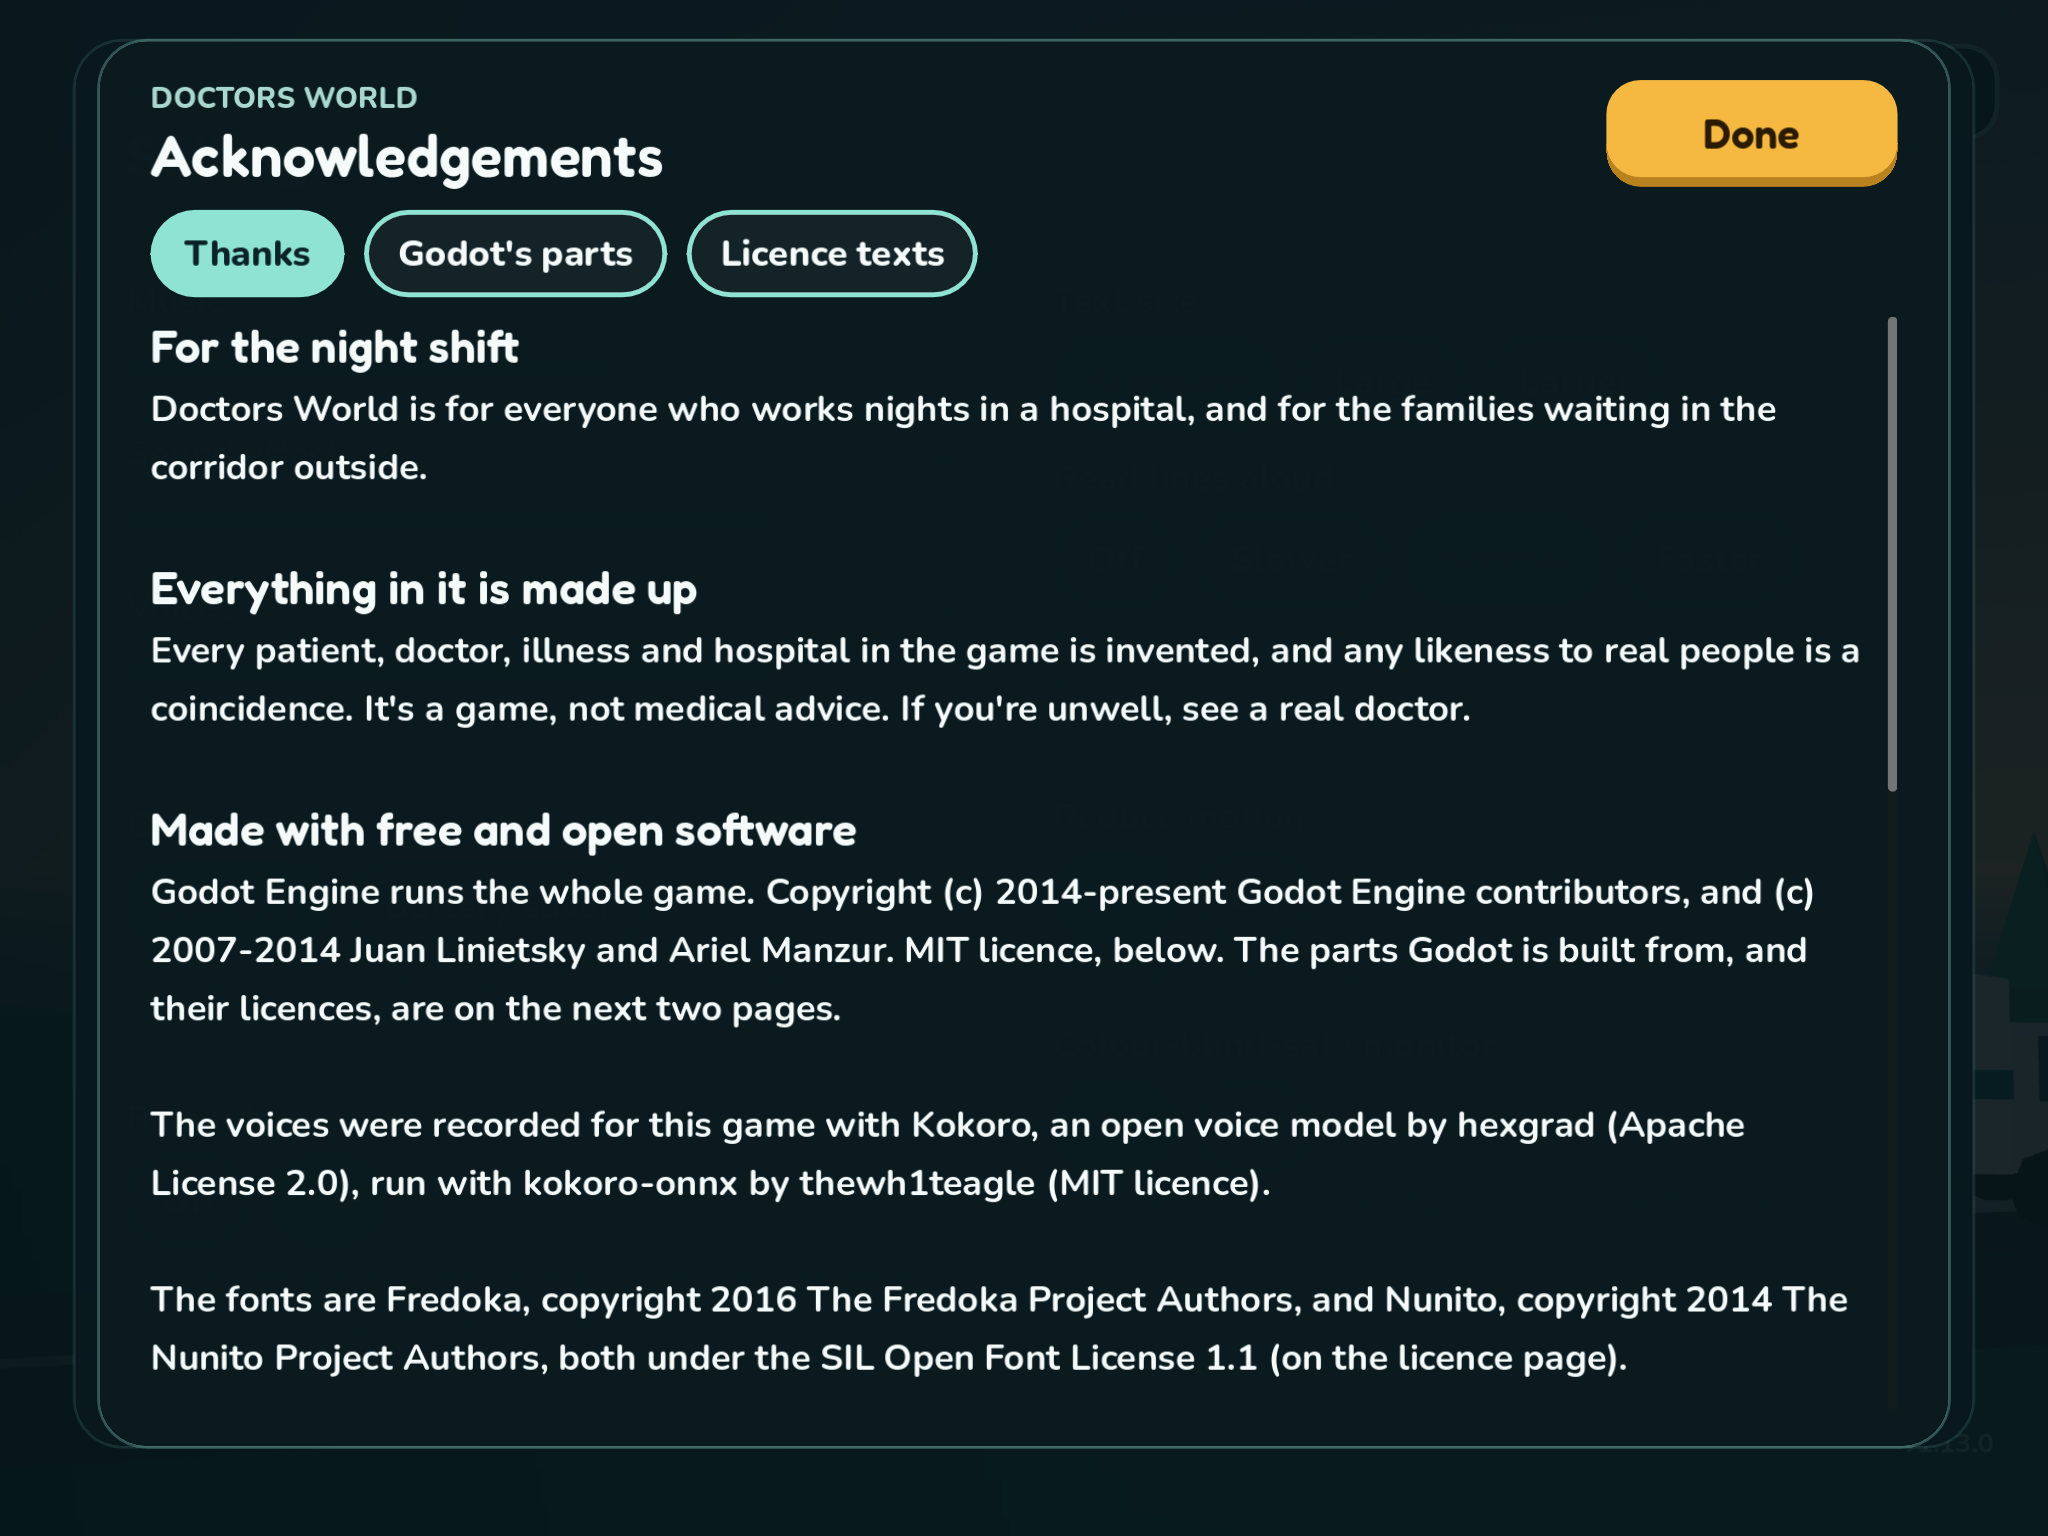 DOCTORS WORLD
Acknowledgements
Done
Thanks
Godot's parts
Licence texts
For the night shift
Doctors World is for everyone who works nights in a hospital, and for the families waiting in the
corridor outside.
Everything in it is made up
Every patient, doctor, illness and hospital in the game is invented, and any likeness to real people is a
coincidence. It's a game, not medical advice. If you're unwell, see a real doctor.
Made with free and open software
Godot Engine runs the whole game. Copyright (c) 2014-present Godot Engine contributors, and (c)
2007-2014 Juan Linietsky and Ariel Manzur. MIT licence, below. The parts Godot is built from, and
their licences, are on the next two pages.
The voices were recorded for this game with Kokoro, an open voice model by hexgrad (Apache
License 2.0), run with kokoro-onnx by thewh1teagle (MIT licence).
The fonts are Fredoka, copyright 2016 The Fredoka Project Authors, and Nunito, copyright 2014 The
Nunito Project Authors, both under the SIL Open Font License 1.1 (on the licence page).